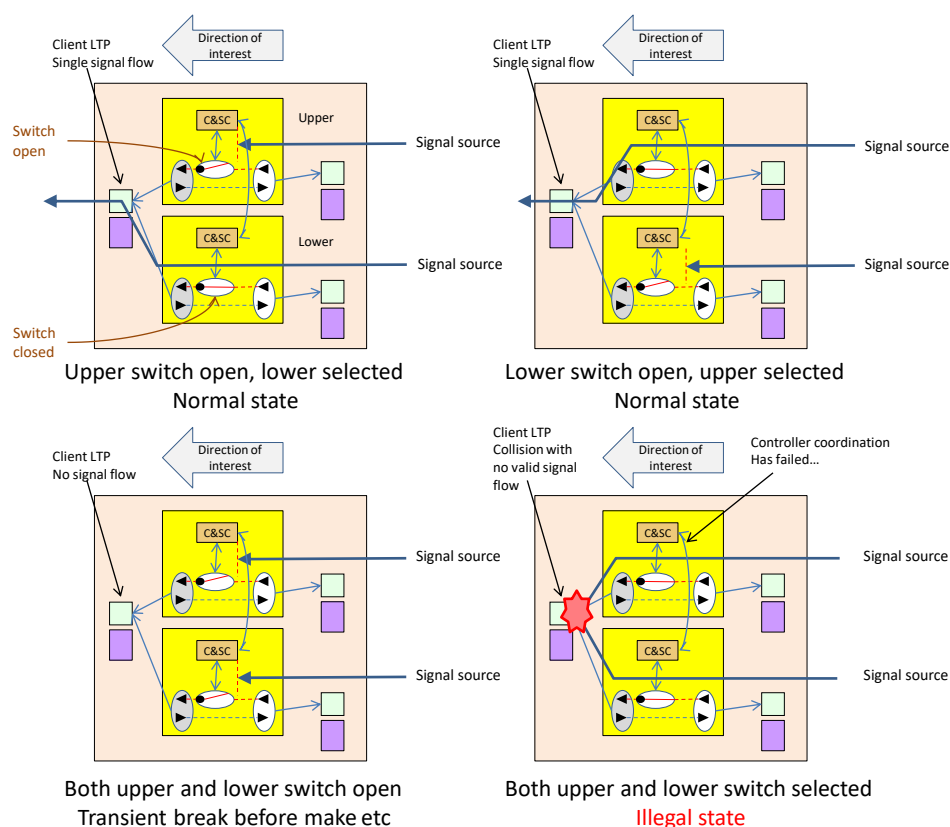 Client LTP
Single signal flow
Direction of
interest
C&SC
Upper
Signal source
Switch
open
C&SC
Lower
Signal source
Switch
closed
Upper switch open, lower selected
Normal state
Client LTP
Single signal flow
Direction of
interest
C&SC
Signal source
C&SC
Signal source
Lower switch open, upper selected
Normal state
Client LTP
No signal flow
Direction of
interest
C&SC
Signal source
C&SC
Signal source
Both upper and lower switch open
Transient break before make etc
Client LTP
Collision with
no valid signal
flow
Direction of
interest
Controller coordination
Has failed…
C&SC
Signal source
C&SC
Signal source
Both upper and lower switch selected
Illegal state